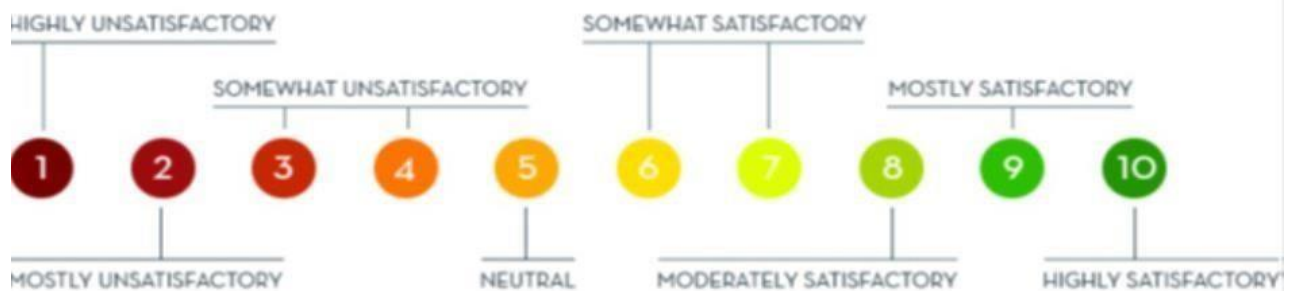 HIGHLY UNSATISFACTORY
SOMEWHAT SATISFACTORY
SOMEWHAT UNSATISFACTORY
MOSTLY SATISFACTORY
1 2 3 4 5 6 7 8 9 10
MOSTLY UNSATISFACTORY
NEUTRAL
MODERATELY SATISFACTORY
HIGHLY SATISFACTORY